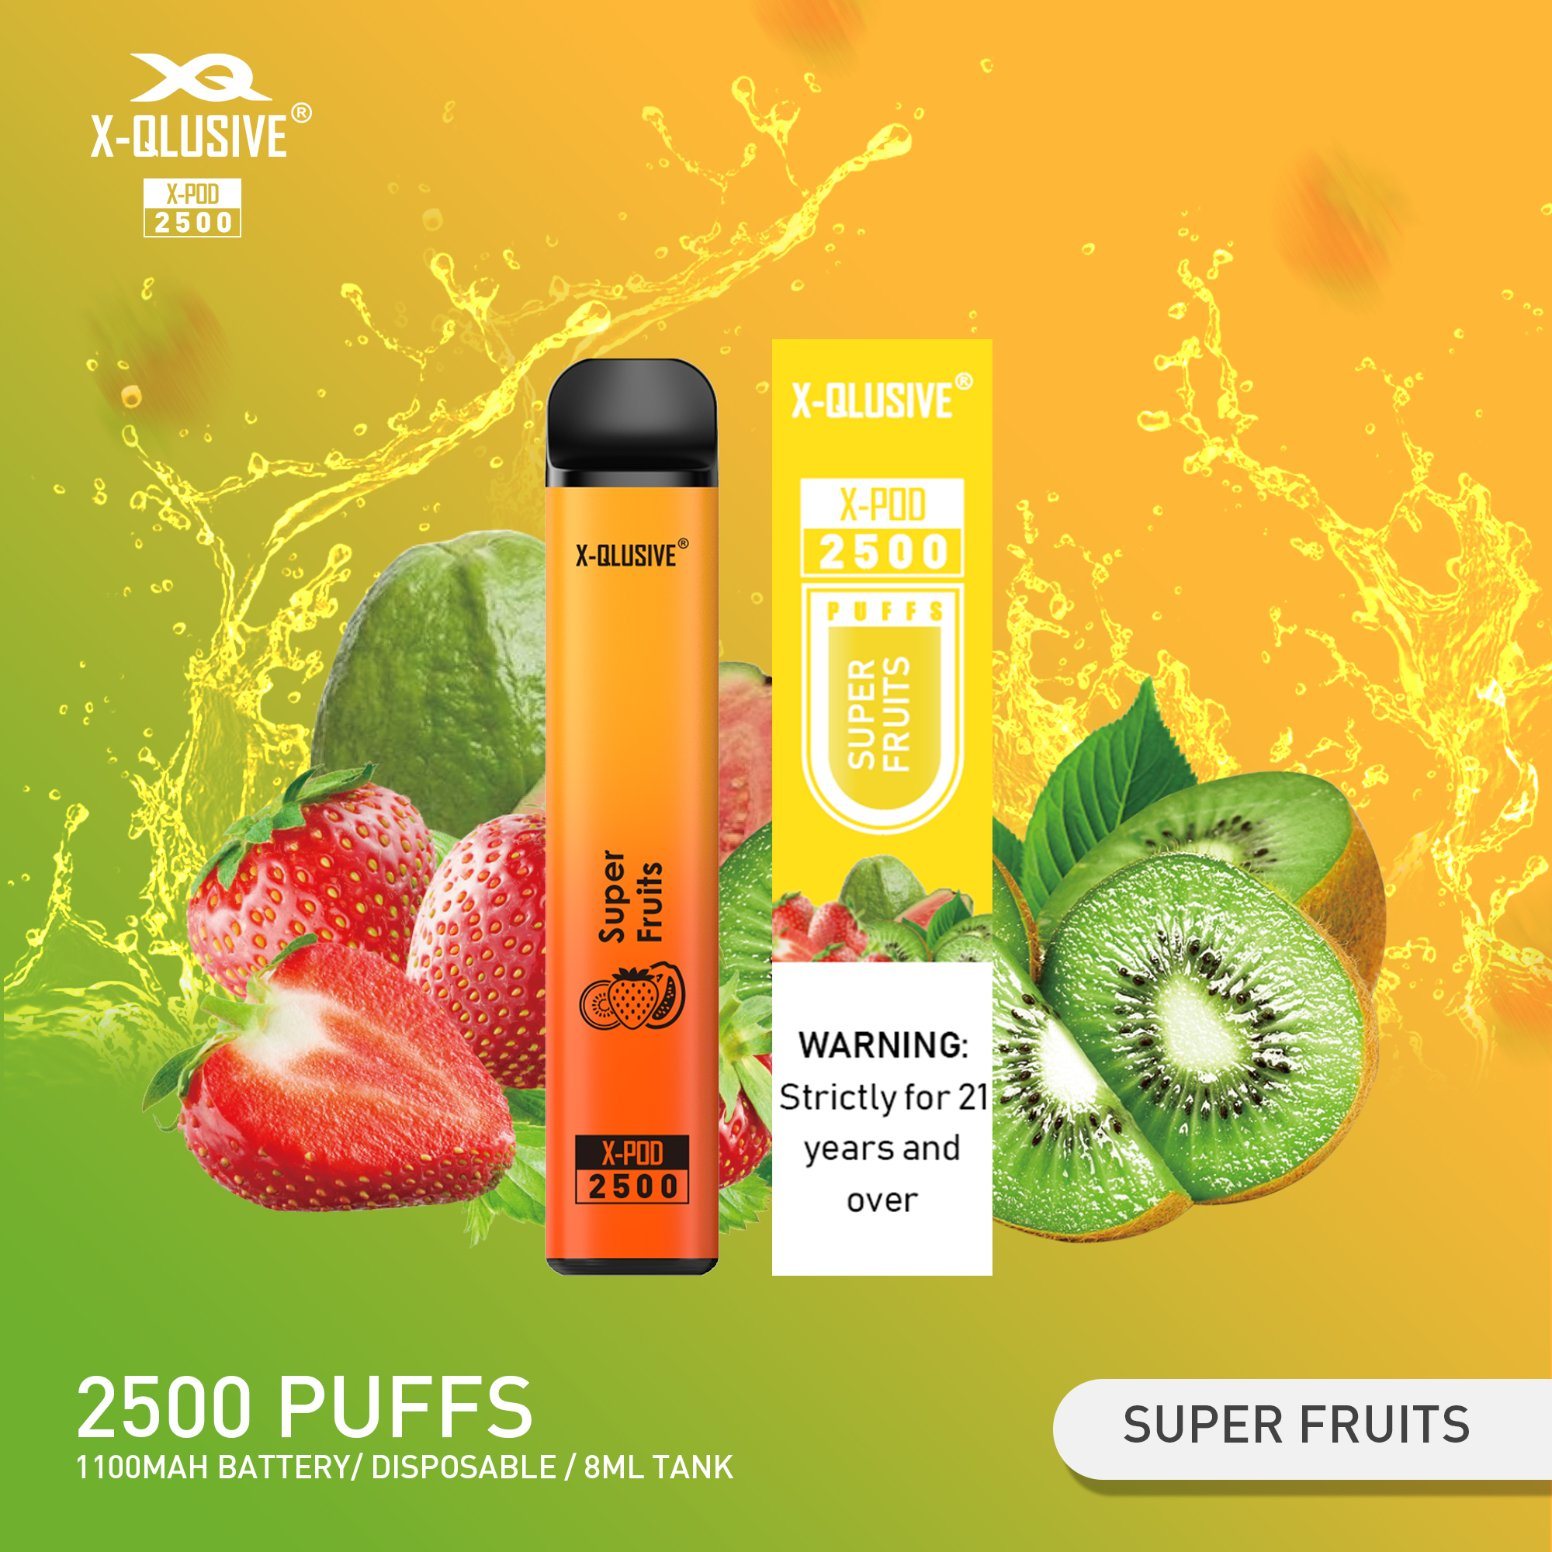 XQ
X-QLUSIVE®
X-POD
2500
X-QLUSIVE®
Super
Fruits
X-POD
2500
X-QLUSIVE®
X-POD
2500
PUFFS
SUPER
FRUITS
WARNING:
Strictly for 21
years and
over
2500 PUFFS
1100MAH BATTERY/ DISPOSABLE / 8ML TANK
SUPER FRUITS